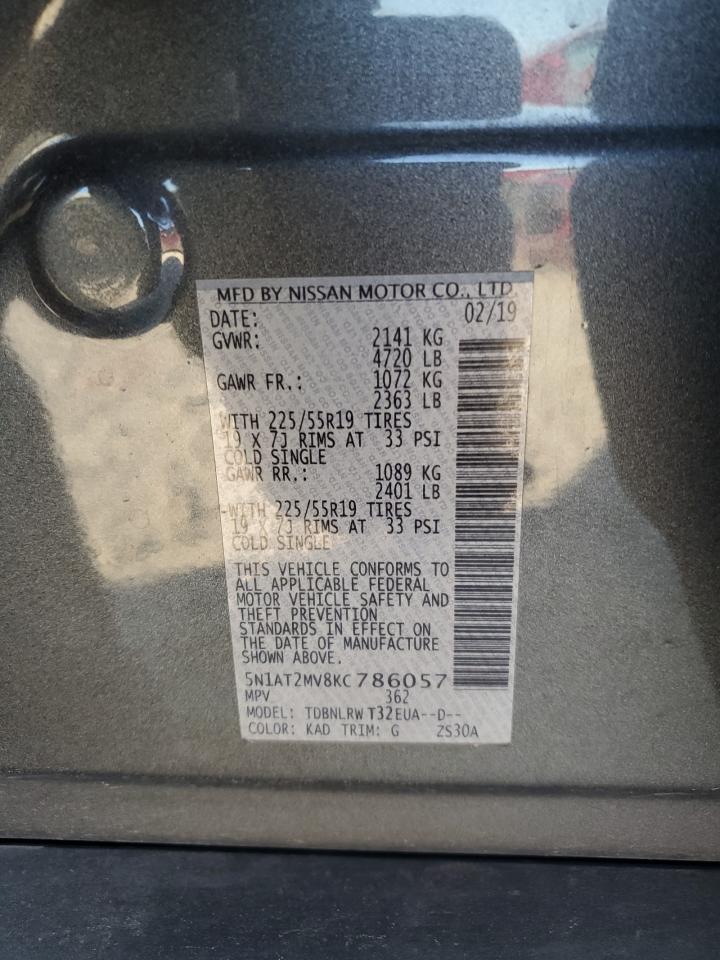 MFD BY NISSAN MOTOR CO., LTD
DATE: 02/19
GVWR: 2141 KG
4720 LB
GAWR FR.: 1072 KG
2363 LB
WITH 225/55R19 TIRES
19 X 7J RIMS AT 33 PSI
COLD SINGLE
GAWR RR.: 1089 KG
2401 LB
WITH 225/55R19 TIRES
19 X 7J RIMS AT 33 PSI
COLD SINGLE
THIS VEHICLE CONFORMS TO
ALL APPLICABLE FEDERAL
MOTOR VEHICLE SAFETY AND
THEFT PREVENTION
STANDARDS IN EFFECT ON
THE DATE OF MANUFACTURE
SHOWN ABOVE.
5N1AT2MV8KC786057
MPV 362
MODEL: TDBNLRW T32EUA--D--
COLOR: KAD TRIM: G ZS30A